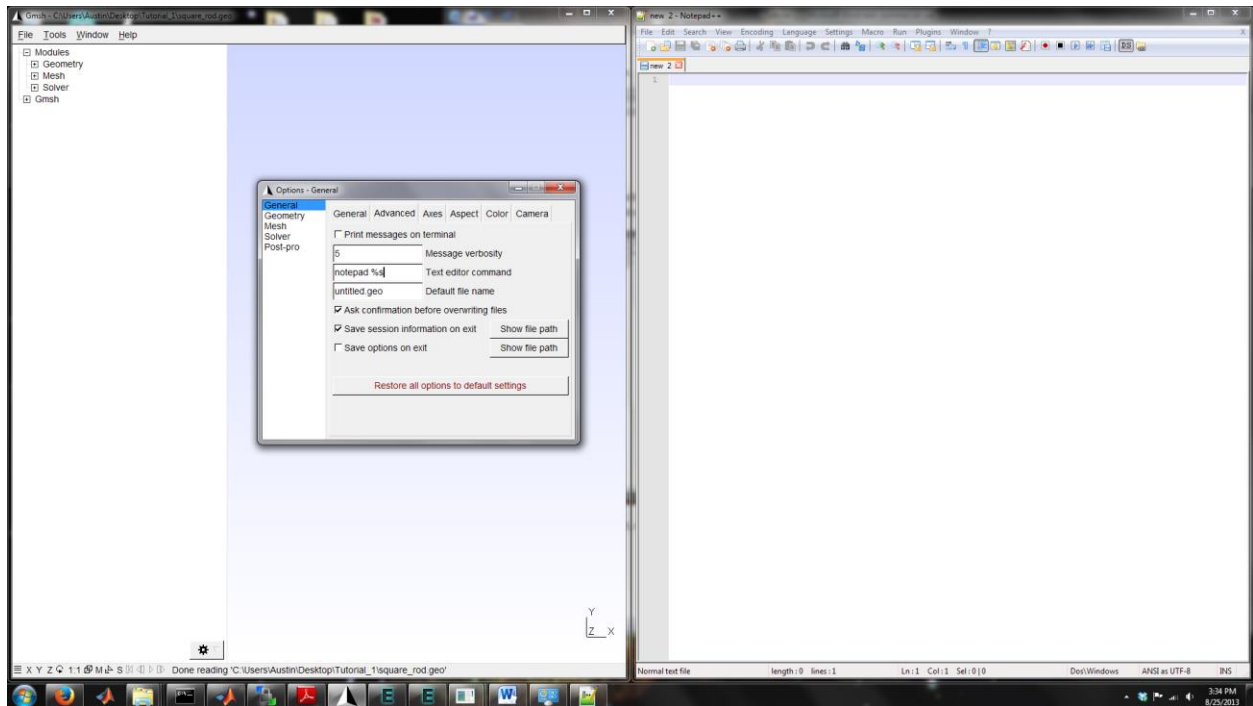 Gmsh - C:\Users\Austin\Desktop\Tutorial_1\square_rod.geo
File Tools Window Help
Modules
Geometry
Mesh
Solver
Gmsh
Options - General
General
Geometry
Mesh
Solver
Post-pro
General Advanced Axes Aspect Color Camera
Print messages on terminal
5 Message verbosity
notepad %s Text editor command
untitled.geo Default file name
Ask confirmation before overwriting files
Save session information on exit Show file path
Save options on exit Show file path
Restore all options to default settings
Y
Z X
X Y Z 1:1 M S Done reading 'C:\Users\Austin\Desktop\Tutorial_1\square_rod.geo'
new 2 - Notepad++
File Edit Search View Encoding Language Settings Macro Run Plugins Window ?
X
new 2
1
Normal text file length : 0 lines : 1 Ln : 1 Col : 1 Sel : 0 | 0 Dos\Windows ANSI as UTF-8 INS
3:34 PM
8/25/2013